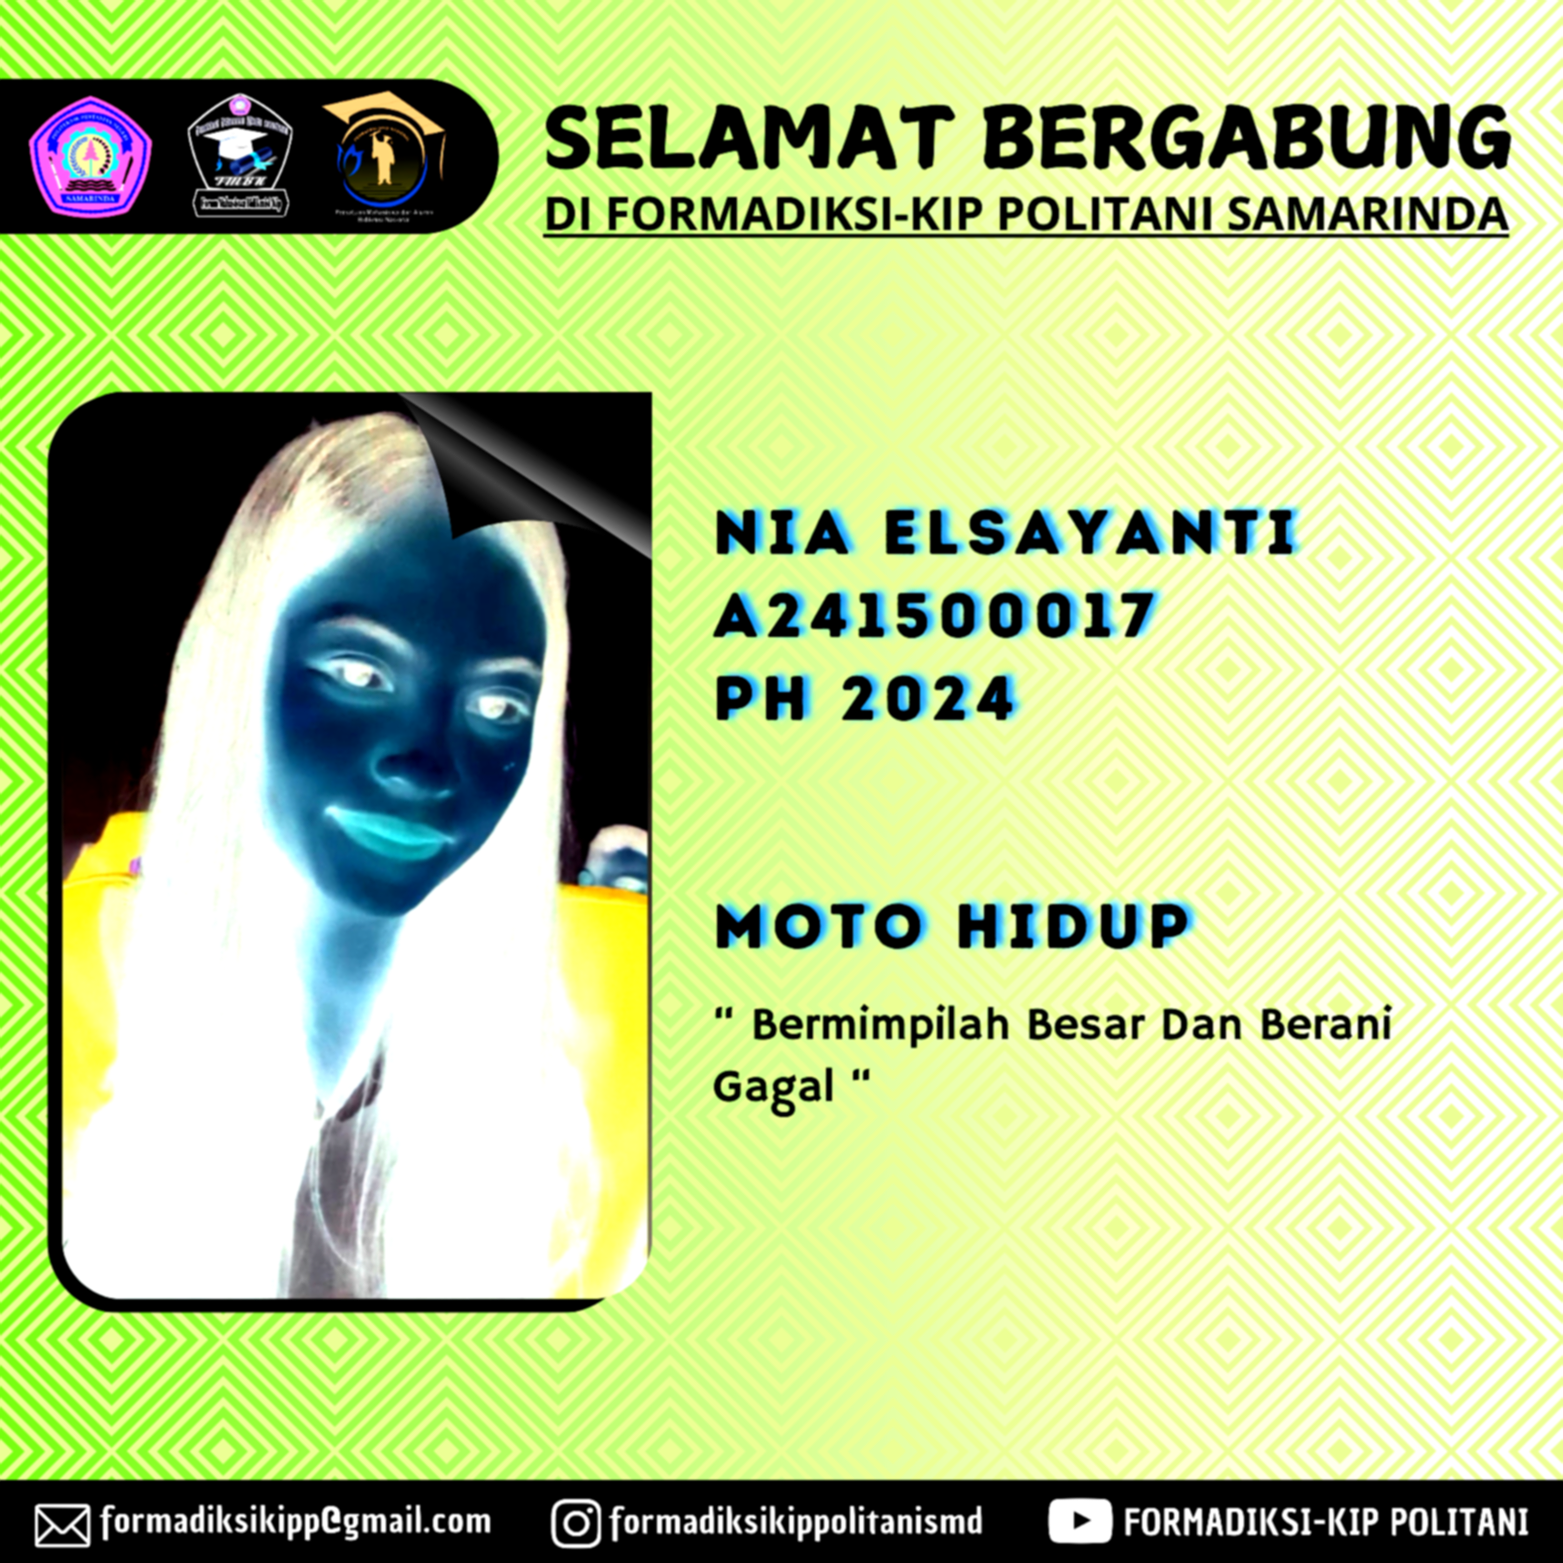 SELAMAT BERGABUNG
DI FORMADIKSI-KIP POLITANI SAMARINDA
SAMARINDA
NIA ELSAYANTI
A241500017
PH 2024
MOTO HIDUP
“ Bermimpilah Besar Dan Berani
Gagal “
formadiksikipp@gmail.com
formadiksikippolitanismd
FORMADIKSI-KIP POLITANI